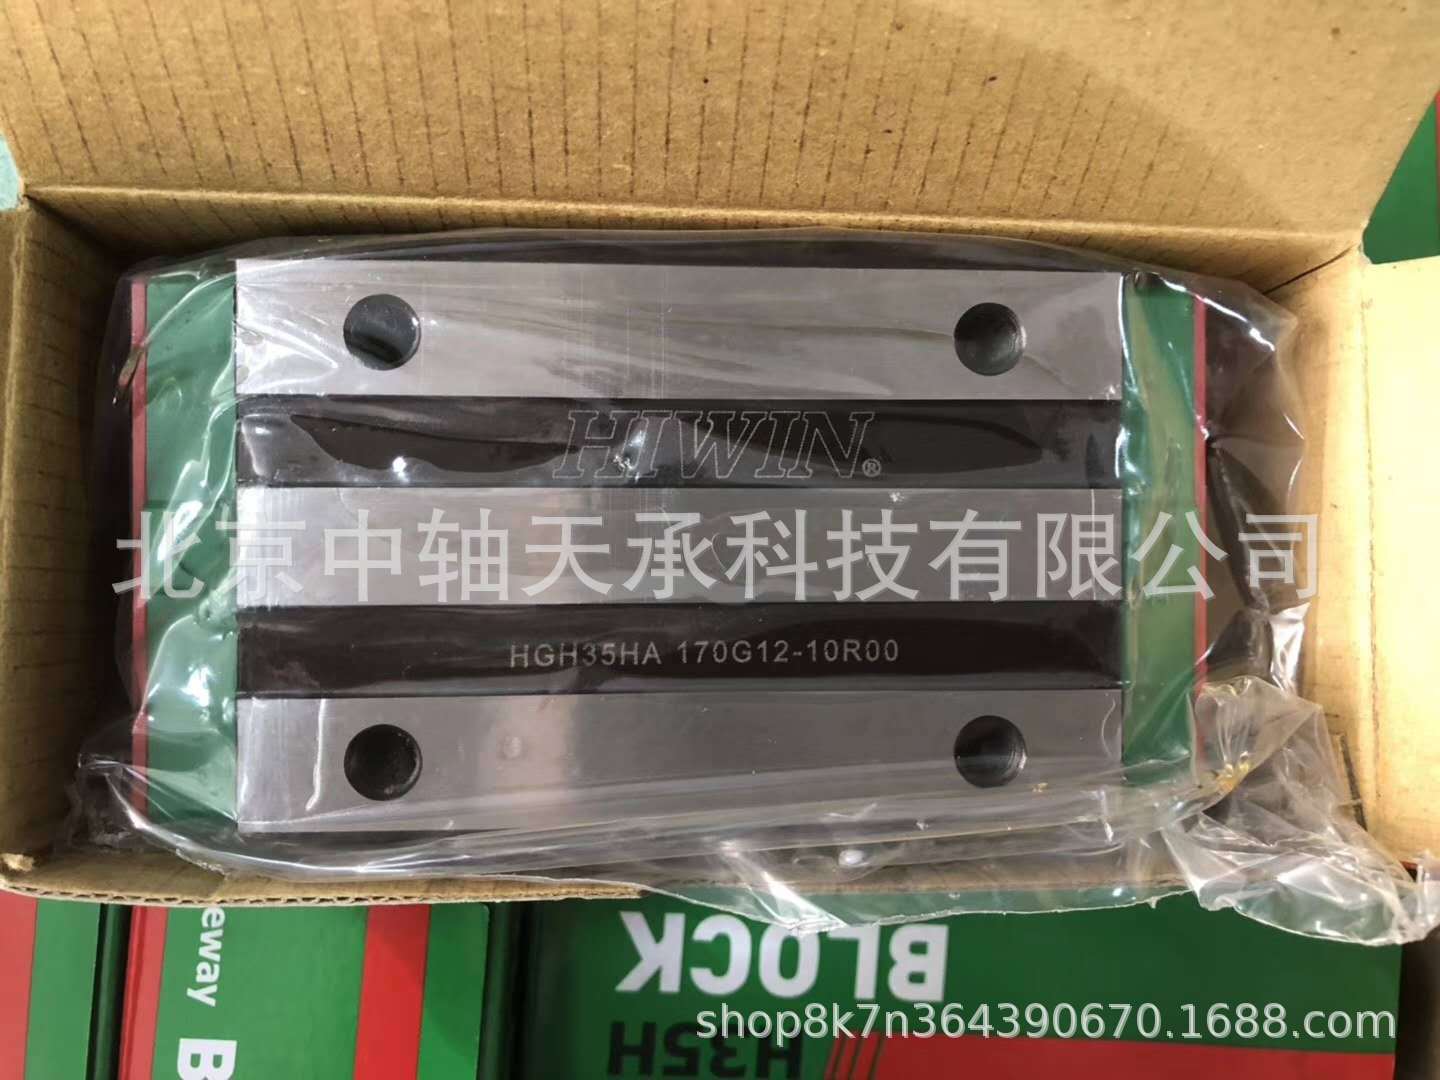 HIWIN®
北京中轴天承科技有限公司
HGH35HA 170G12-10R00
eway
B
BLOCK
H35H
shop8k7n364390670.1688.com